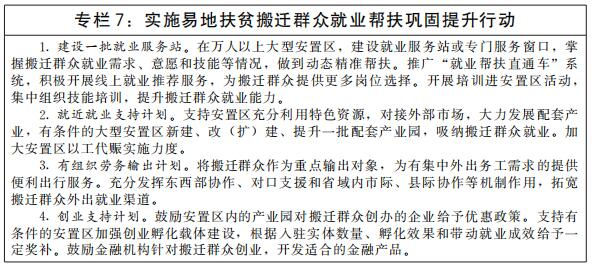 专栏 7：实施易地扶贫搬迁群众就业帮扶巩固提升行动
1. 建设一批就业服务站。在万人以上大型安置区，建设就业服务站或专门服务窗口，掌
握搬迁群众就业需求、意愿和技能等情况，做到动态精准帮扶。推广“就业帮扶直通车”系
统，积极开展线上就业推荐服务，为搬迁群众提供更多岗位选择。开展培训进安置区活动，
集中组织技能培训，提升搬迁群众就业能力。
2. 就近就业支持计划。支持安置区充分利用特色资源，对接外部市场，大力发展配套产
业，有条件的大型安置区新建、改（扩）建、提升一批配套产业园，吸纳搬迁群众就业。加
大安置区以工代赈实施力度。
3. 有组织劳务输出计划。将搬迁群众作为重点输出对象，为有集中外出务工需求的提供
便利出行服务。充分发挥东西部协作、对口支援和省域内市际、县际协作等机制作用，拓宽
搬迁群众外出就业渠道。
4. 创业支持计划。鼓励安置区内的产业园对搬迁群众创办的企业给予优惠政策。支持有
条件的安置区加强创业孵化载体建设，根据入驻实体数量、孵化效果和带动就业成效给予一
定奖补。鼓励金融机构针对搬迁群众创业，开发适合的金融产品。